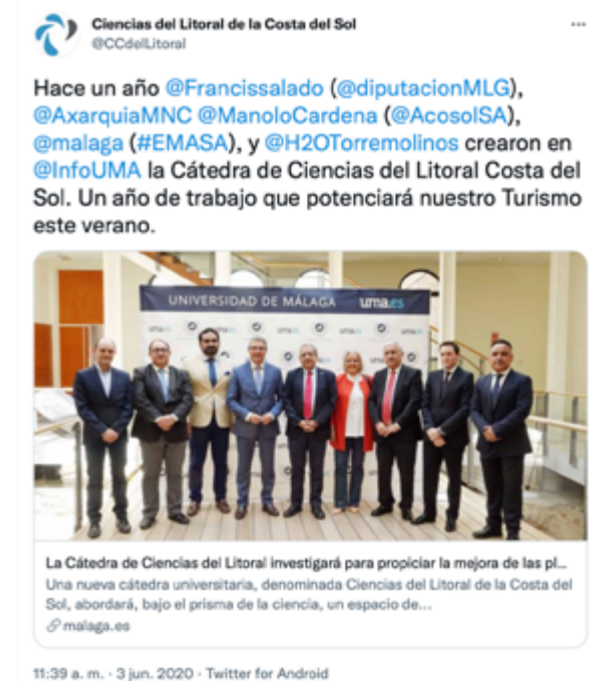 Ciencias del Litoral de la Costa del Sol
@CCdelLitoral
Hace un año @Francissalado (@diputacionMLG),
@AxarquiaMNC @ManoloCardena (@AcosolSA),
@malaga (#EMASA), y @H2OTorremolinos crearon en
@InfoUMA la Cátedra de Ciencias del Litoral Costa del
Sol. Un año de trabajo que potenciará nuestro Turismo
este verano.
UNIVERSIDAD DE MÁLAGA uma.es
La Cátedra de Ciencias del Litoral investigará para propiciar la mejora de las pl...
Una nueva cátedra universitaria, denominada Ciencias del Litoral de la Costa del
Sol, abordará, bajo el prisma de la ciencia, un espacio de...
malaga.es
11:39 a. m. · 3 jun. 2020 · Twitter for Android